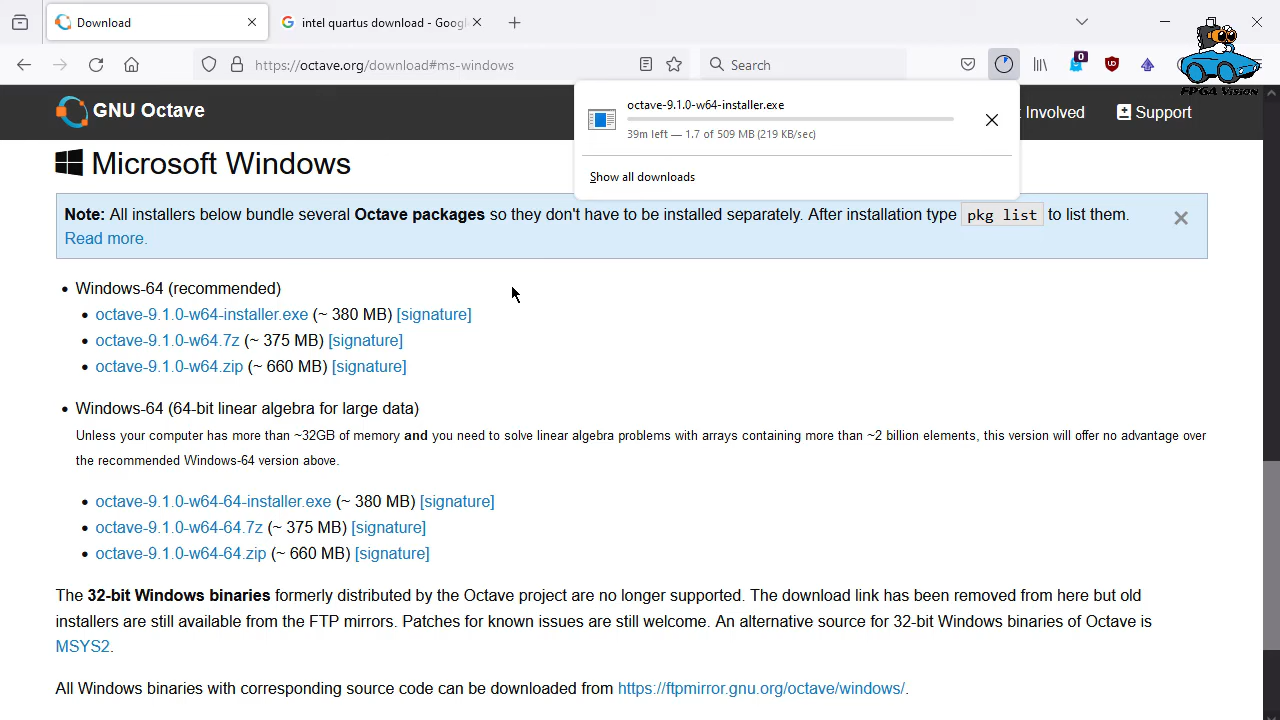 Download
intel quartus download - Googl
https://octave.org/download#ms-windows
Search
0
FPGA Vision
GNU Octave
t Involved
Support
octave-9.1.0-w64-installer.exe
39m left — 1.7 of 509 MB (219 KB/sec)
Show all downloads
Microsoft Windows
Note: All installers below bundle several Octave packages so they don't have to be installed separately. After installation type pkg list to list them.
Read more.
Windows-64 (recommended)
octave-9.1.0-w64-installer.exe (~ 380 MB) [signature]
octave-9.1.0-w64.7z (~ 375 MB) [signature]
octave-9.1.0-w64.zip (~ 660 MB) [signature]
Windows-64 (64-bit linear algebra for large data)
Unless your computer has more than ~32GB of memory and you need to solve linear algebra problems with arrays containing more than ~2 billion elements, this version will offer no advantage over
the recommended Windows-64 version above.
octave-9.1.0-w64-64-installer.exe (~ 380 MB) [signature]
octave-9.1.0-w64-64.7z (~ 375 MB) [signature]
octave-9.1.0-w64-64.zip (~ 660 MB) [signature]
The 32-bit Windows binaries formerly distributed by the Octave project are no longer supported. The download link has been removed from here but old
installers are still available from the FTP mirrors. Patches for known issues are still welcome. An alternative source for 32-bit Windows binaries of Octave is
MSYS2.
All Windows binaries with corresponding source code can be downloaded from https://ftpmirror.gnu.org/octave/windows/.